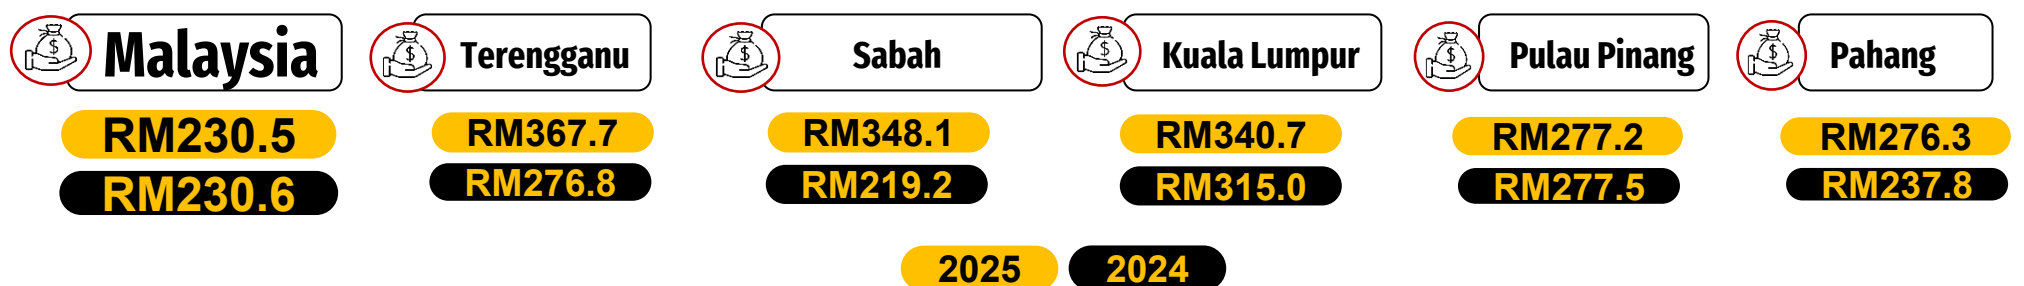 Malaysia
RM230.5
RM230.6
Terengganu
RM367.7
RM276.8
Sabah
RM348.1
RM219.2
Kuala Lumpur
RM340.7
RM315.0
Pulau Pinang
RM277.2
RM277.5
Pahang
RM276.3
RM237.8
2025
2024